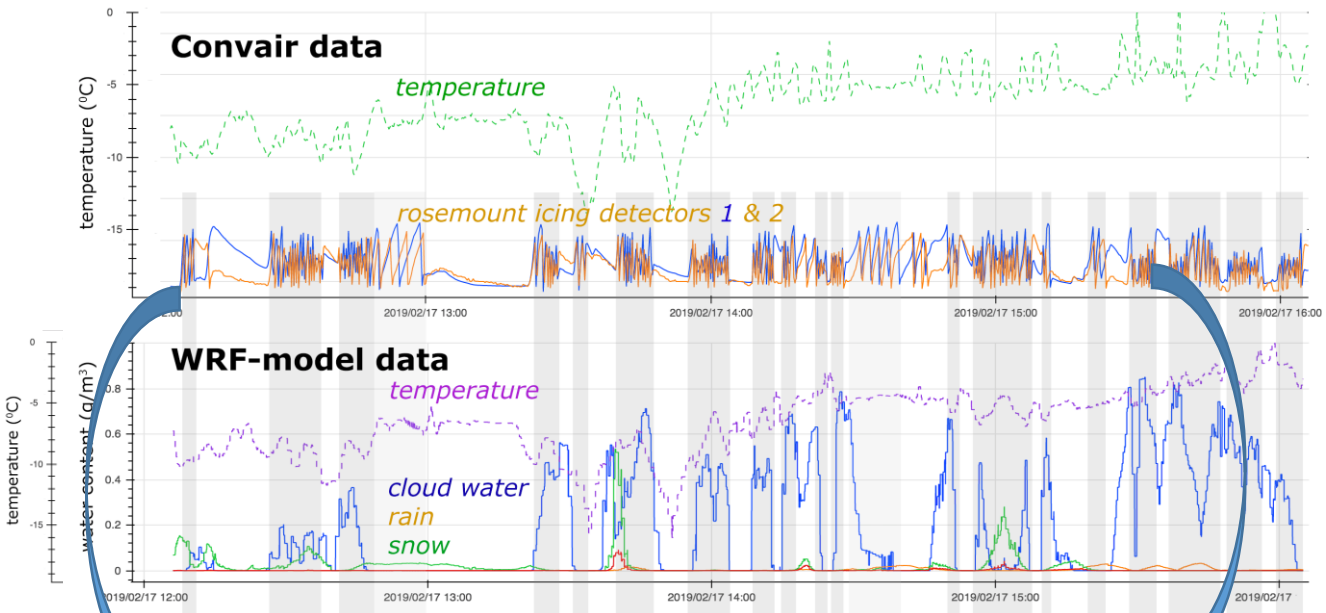 0
Convair data
temperature
-5
temperature (⁰C)
-10
rosemount icing detectors 1 & 2
-15
2:00
2019/02/17 13:00
2019/02/17 14:00
2019/02/17 15:00
2019/02/17 16:00
WRF-model data
0
temperature
0.8
-5
0.6
temperature (⁰C)
water content (g/m³)
-10
0.4
cloud water
rain
-15
0.2
snow
0
2019/02/17 12:00
2019/02/17 13:00
2019/02/17 14:00
2019/02/17 15:00
2019/02/17